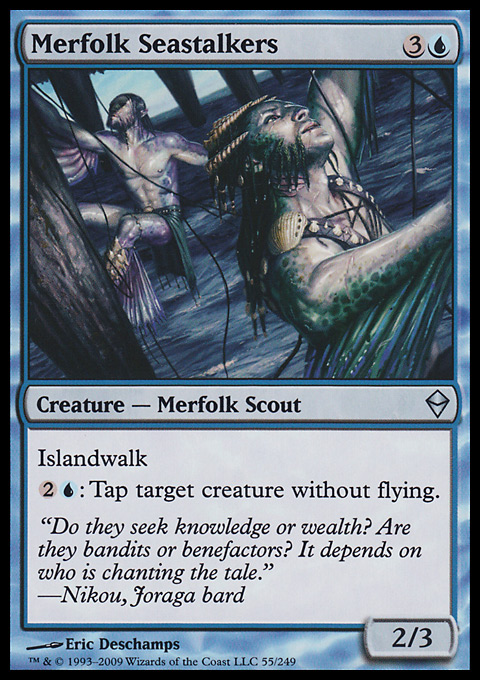 Merfolk Seastalkers 3
Creature — Merfolk Scout
Islandwalk
2 : Tap target creature without flying.
“Do they seek knowledge or wealth? Are
they bandits or benefactors? It depends on
who is chanting the tale.”
—Nikou, Joraga bard
Eric Deschamps
2/3
™ & © 1993–2009 Wizards of the Coast LLC 55/249